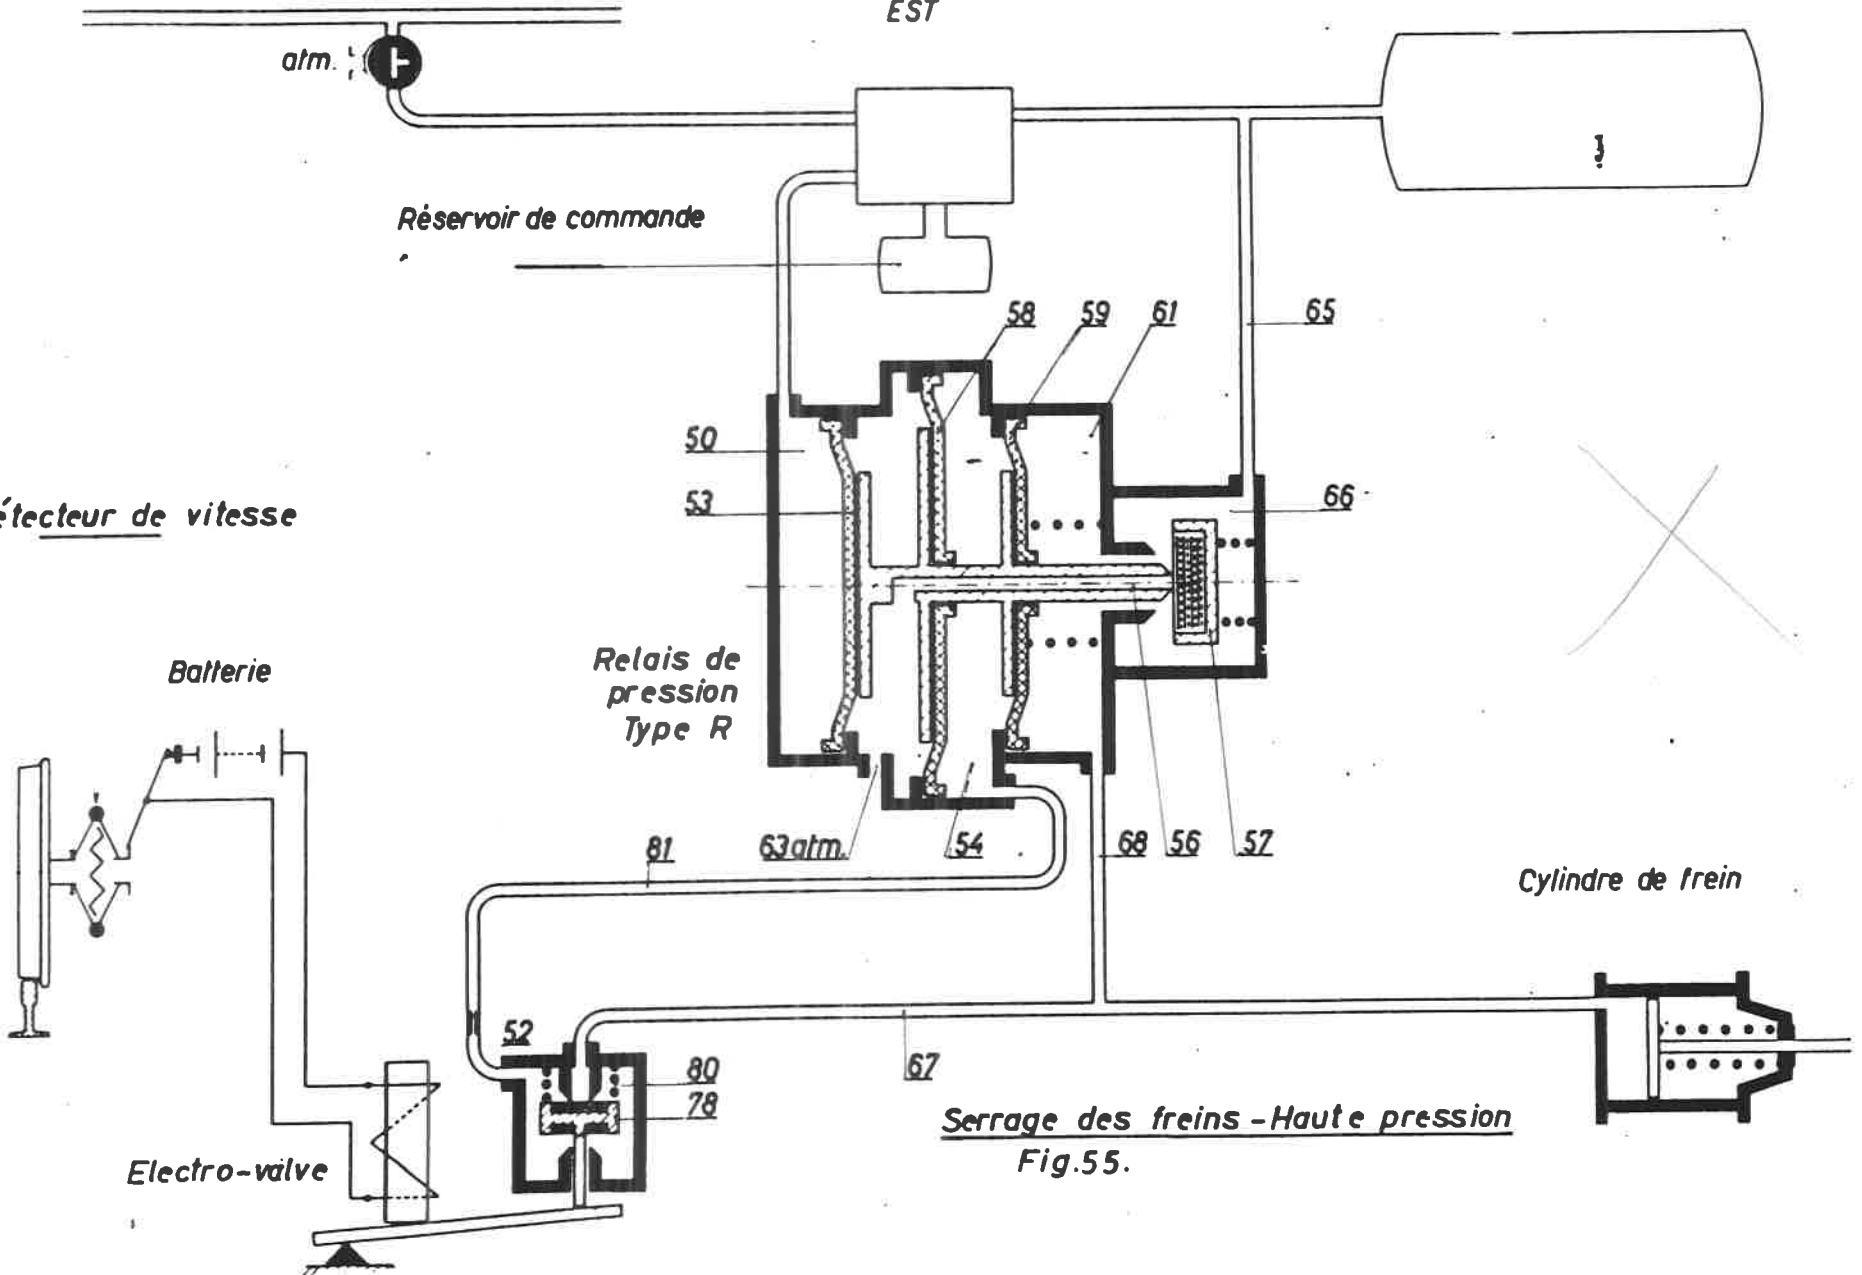 EST
atm.
Réservoir de commande
58
59
61
65
50
53
66
étecteur de vitesse
Batterie
Relais de
pression
Type R
81
63 atm.
54
68
56
57
Cylindre de frein
52
80
67
78
Serrage des freins - Haute pression
Fig.55.
Electro-valve